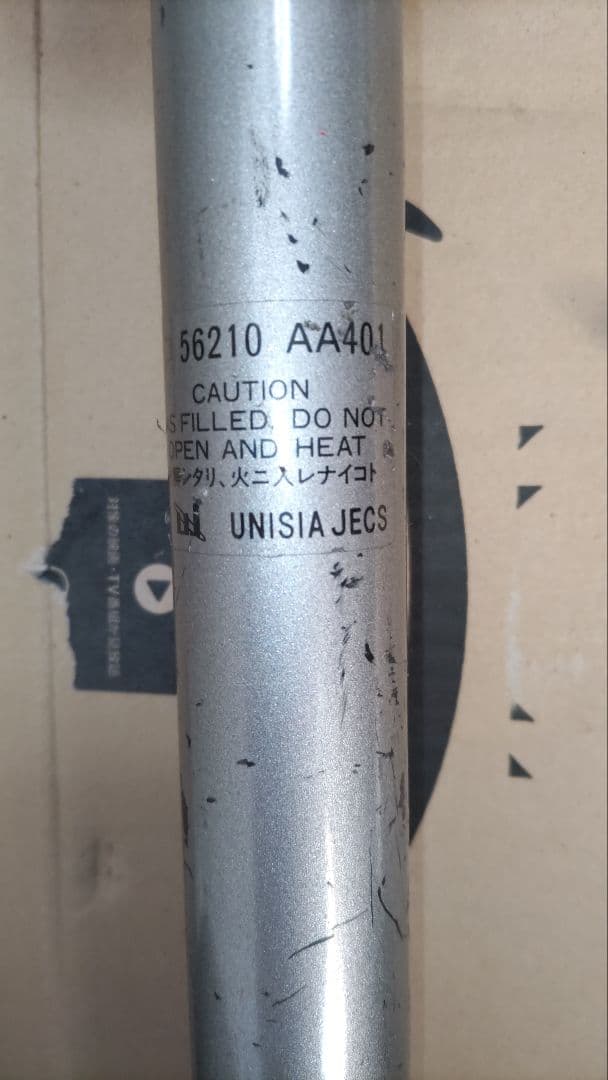 56210 AA401
CAUTION
FILLED, DO NOT
OPEN AND HEAT
タリ、火ニ入レナイコト
UNISIA JECS